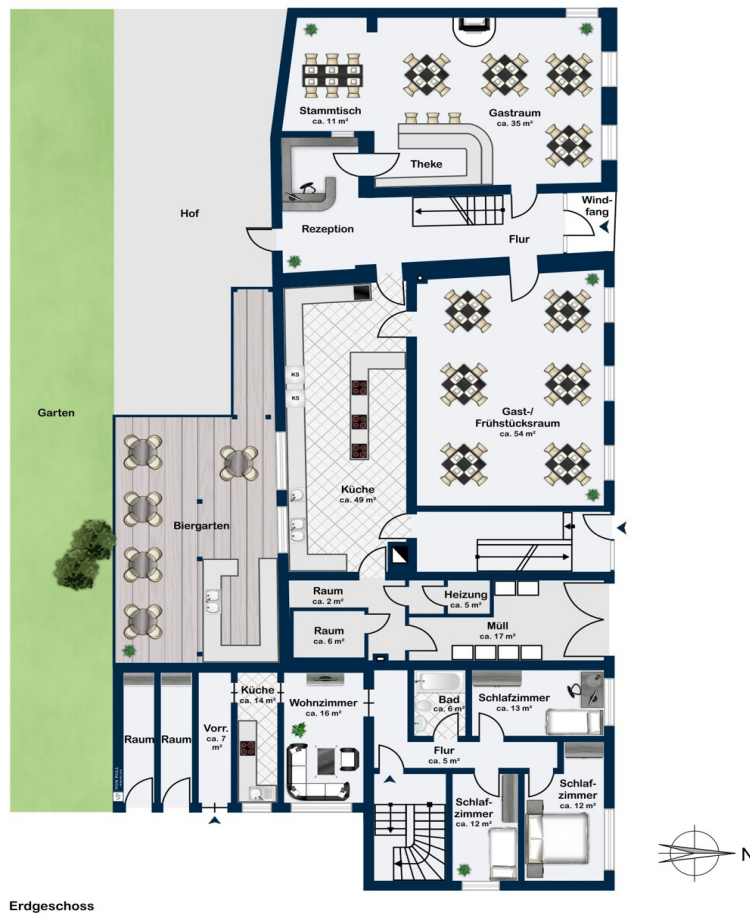 Stammtisch
ca. 11 m²
Gastraum
ca. 35 m²
Theke
Wind-
fang
Hof
Rezeption
Flur
KS
KS
Garten
Gast-/
Frühstücksraum
ca. 54 m²
Küche
ca. 49 m²
Biergarten
Raum
ca. 2 m²
Heizung
ca. 5 m²
Raum
ca. 6 m²
Müll
ca. 17 m²
Küche
ca. 14 m²
Wohnzimmer
ca. 16 m²
Bad
ca. 6 m²
Schlafzimmer
ca. 13 m²
Raum
Raum
Vorr.
ca. 7
m²
Flur
ca. 5 m²
Schlaf-
zimmer
ca. 12 m²
Schlaf-
zimmer
ca. 12 m²
N
Erdgeschoss